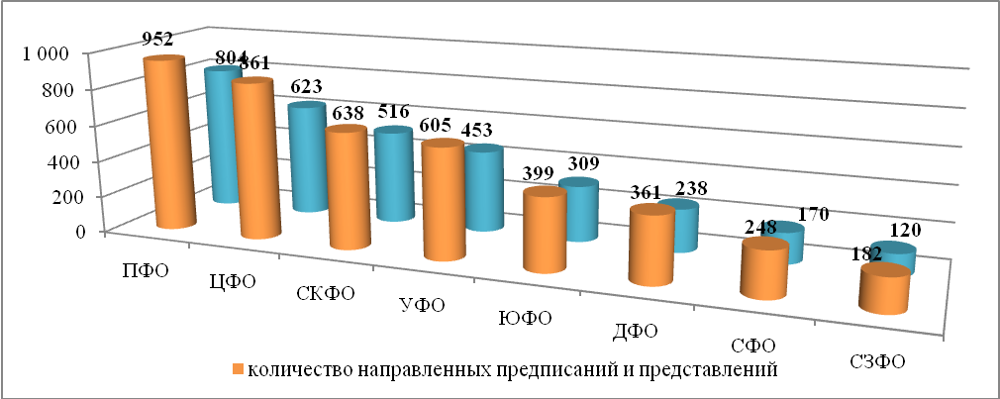 1 000
800
600
400
200
0
952
804
861
623
638
516
605
453
399
309
361
238
248
170
182
120
ПФО
ЦФО
СКФО
УФО
ЮФО
ДФО
СФО
СЗФО
количество направленных предписаний и представлений